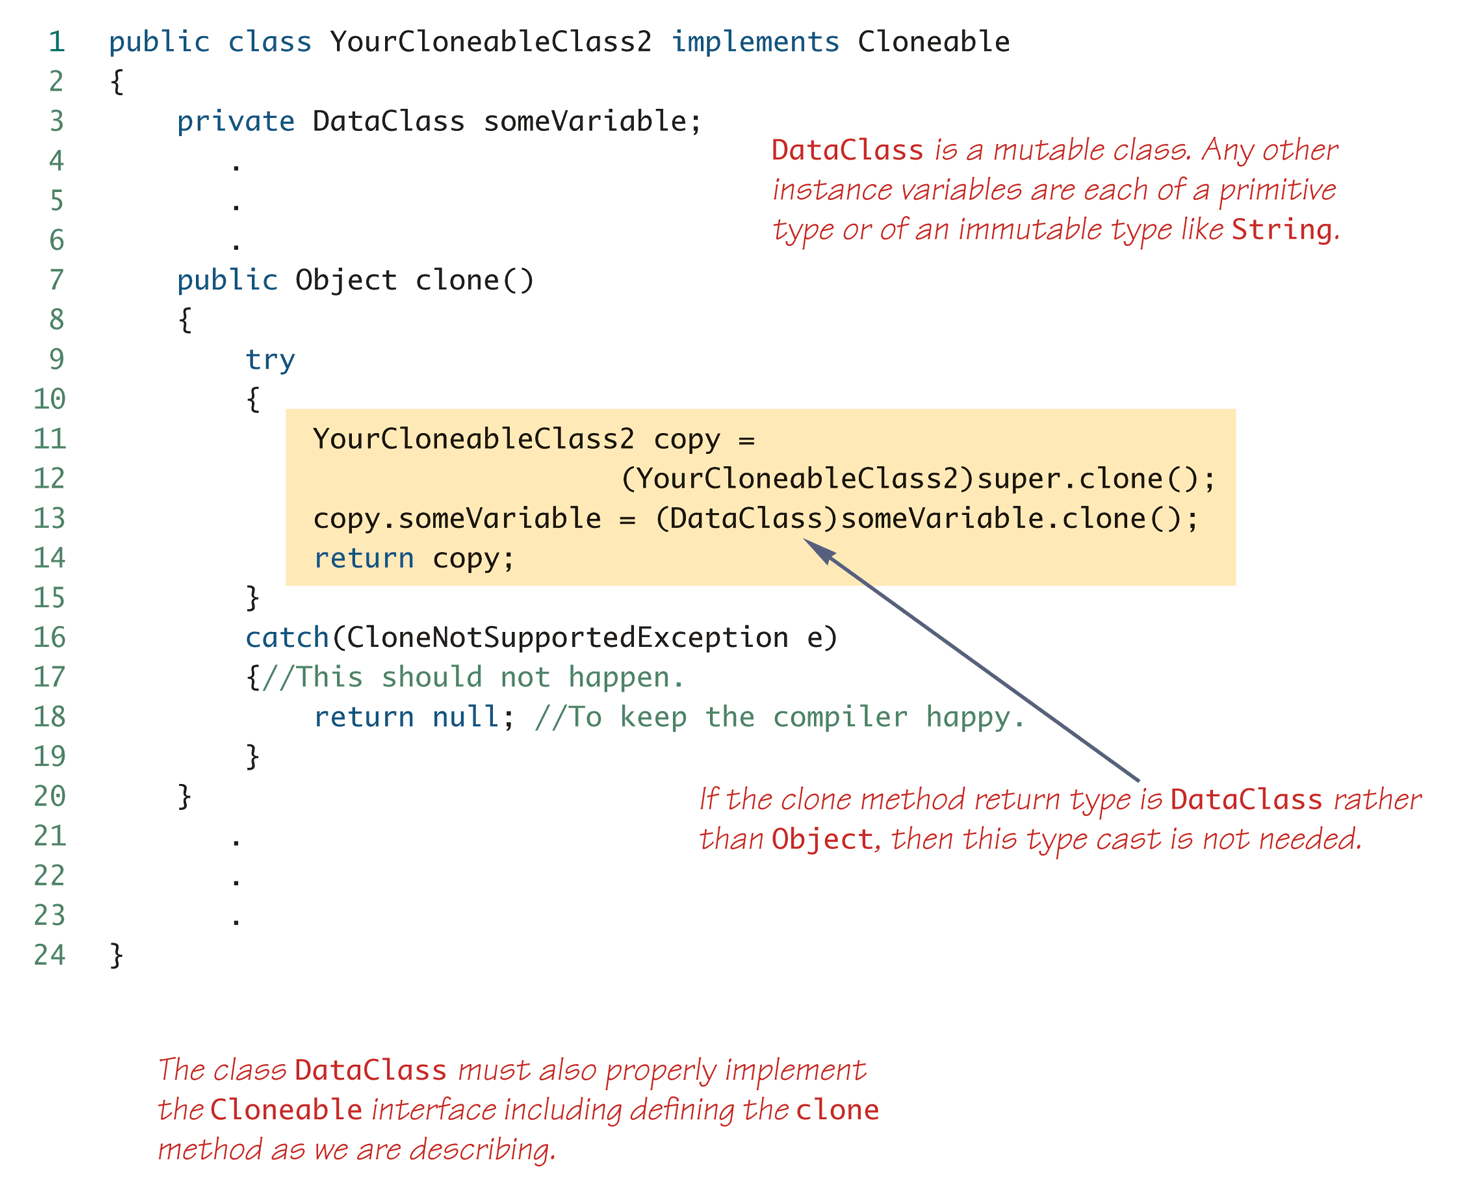 1 public class YourCloneableClass2 implements Cloneable
2 {
3 private DataClass someVariable;
4 .
5 .
6 .
DataClass is a mutable class. Any other
instance variables are each of a primitive
type or of an immutable type like String.
7 public Object clone()
8 {
9 try
10 {
11 YourCloneableClass2 copy =
12 (YourCloneableClass2)super.clone();
13 copy.someVariable = (DataClass)someVariable.clone();
14 return copy;
15 }
16 catch(CloneNotSupportedException e)
17 {//This should not happen.
18 return null; //To keep the compiler happy.
19 }
20 }
If the clone method return type is DataClass rather
than Object, then this type cast is not needed.
21 .
22 .
23 .
24 }
The class DataClass must also properly implement
the Cloneable interface including defining the clone
method as we are describing.